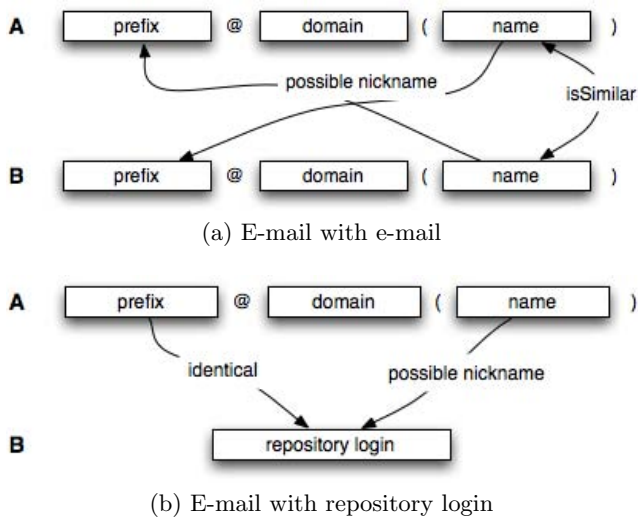 A prefix @ domain ( name )
possible nickname
isSimilar
B prefix @ domain ( name )
(a) E-mail with e-mail
A prefix @ domain ( name )
identical
possible nickname
B repository login
(b) E-mail with repository login